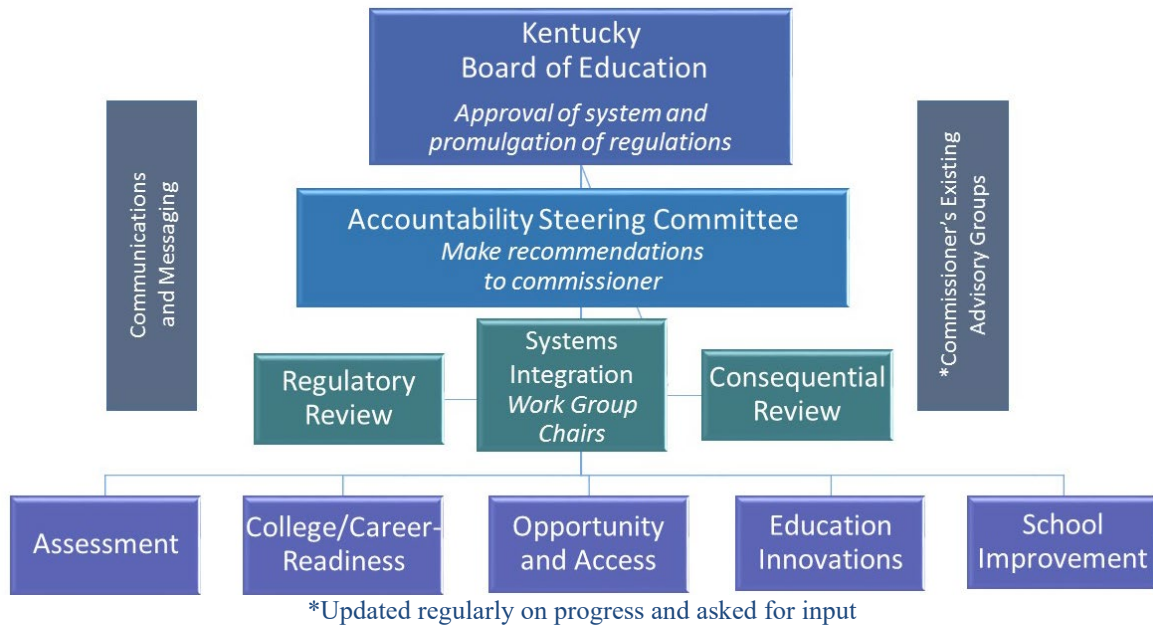 Kentucky
Board of Education
Approval of system and
promulgation of regulations
Communications
and Messaging
*Commissioner's Existing
Advisory Groups
Accountability Steering Committee
Make recommendations
to commissioner
Regulatory
Review
Systems
Integration
Work Group
Chairs
Consequential
Review
Assessment
College/Career-
Readiness
Opportunity
and Access
Education
Innovations
School
Improvement
*Updated regularly on progress and asked for input